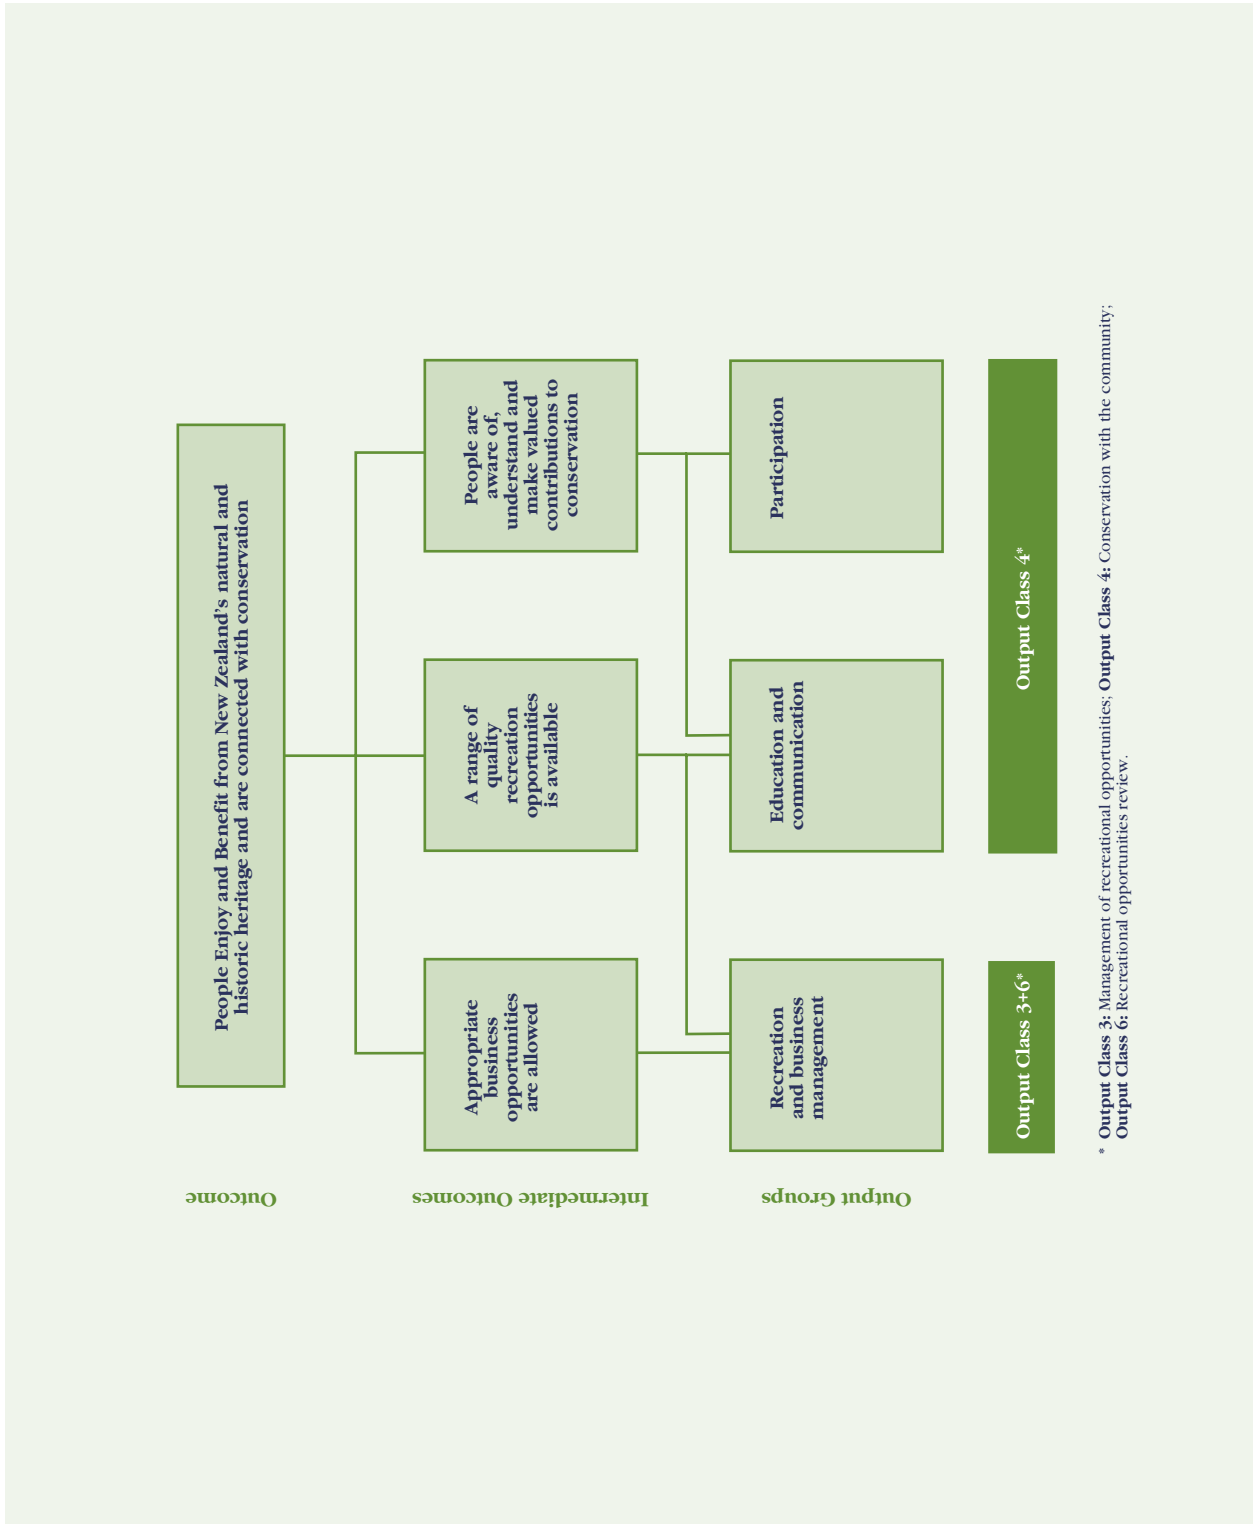 Outcome
People Enjoy and Benefit from New Zealand's natural and
historic heritage and are connected with conservation
Intermediate Outcomes
Appropriate
business
opportunities
are allowed
A range of
quality
recreation
opportunities
is available
People are
aware of,
understand and
make valued
contributions to
conservation
Output Groups
Recreation
and business
management
Education and
communication
Participation
Output Class 3+6*
Output Class 4*
* Output Class 3: Management of recreational opportunities; Output Class 4: Conservation with the community;
Output Class 6: Recreational opportunities review.